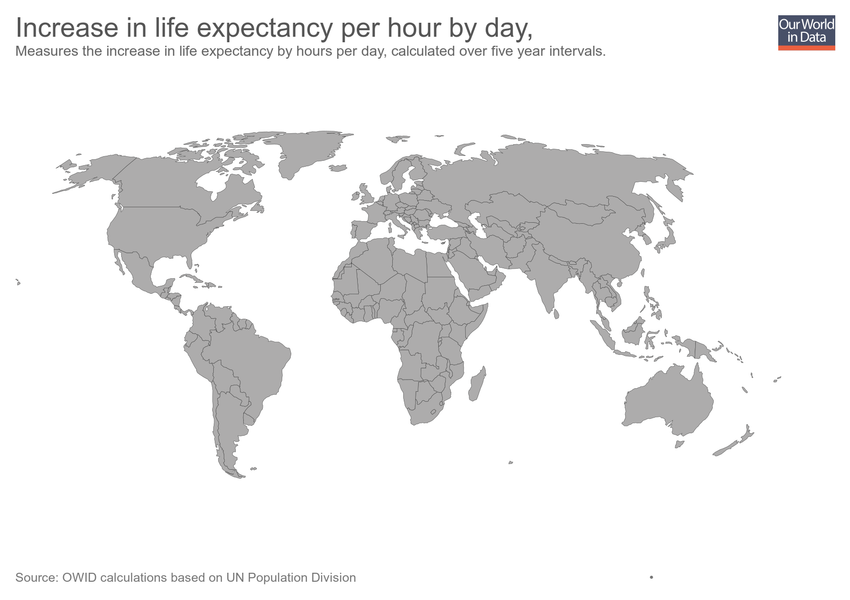 Increase in life expectancy per hour by day,
Measures the increase in life expectancy by hours per day, calculated over five year intervals.
Our World
in Data
Source: OWID calculations based on UN Population Division